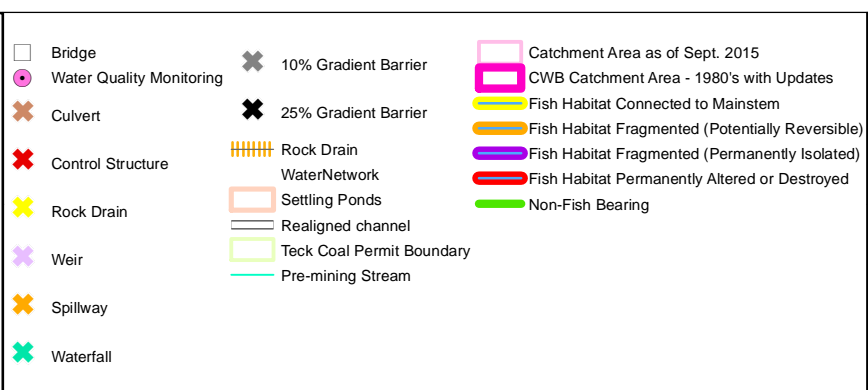 Bridge
Water Quality Monitoring
Culvert
Control Structure
Rock Drain
Weir
Spillway
Waterfall
10% Gradient Barrier
25% Gradient Barrier
Rock Drain
WaterNetwork
Settling Ponds
Realigned channel
Teck Coal Permit Boundary
Pre-mining Stream
Catchment Area as of Sept. 2015
CWB Catchment Area - 1980's with Updates
Fish Habitat Connected to Mainstem
Fish Habitat Fragmented (Potentially Reversible)
Fish Habitat Fragmented (Permanently Isolated)
Fish Habitat Permanently Altered or Destroyed
Non-Fish Bearing